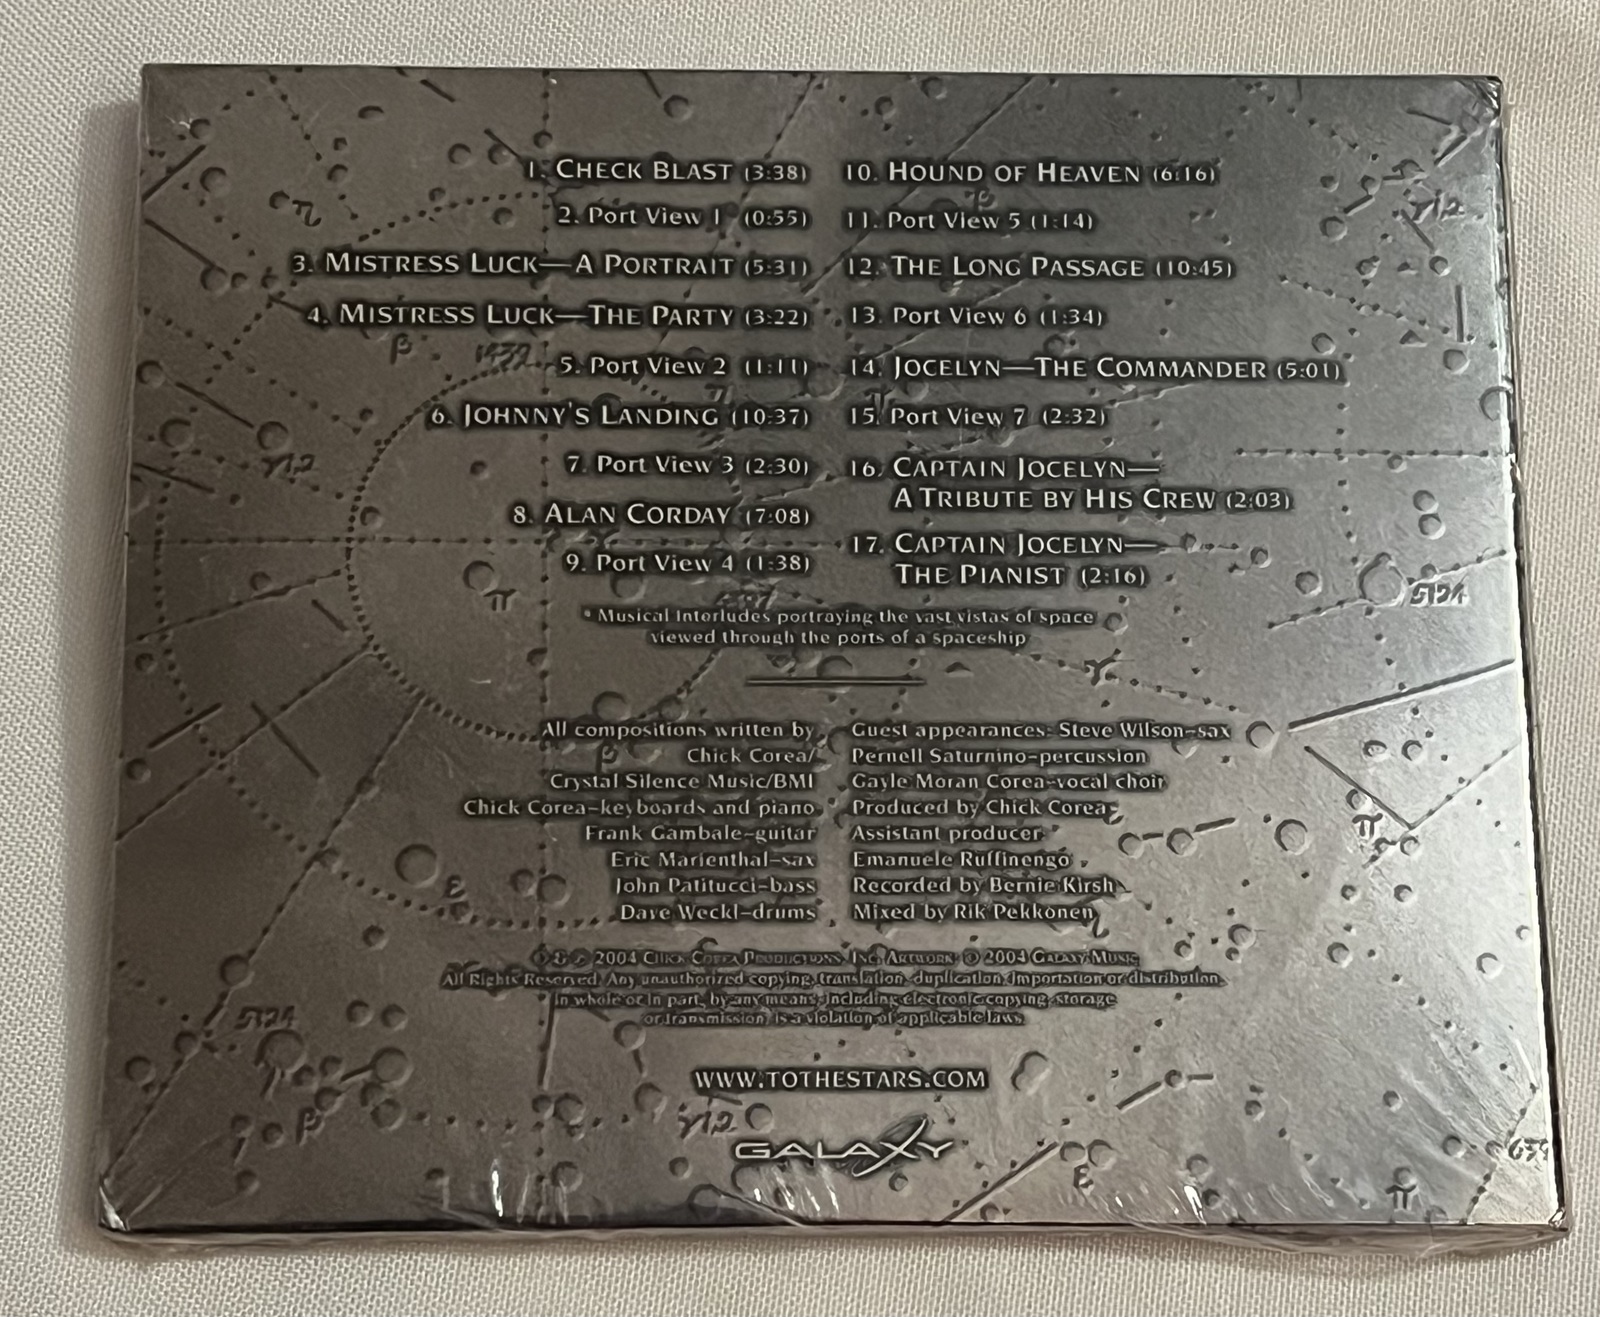 1. CHECK BLAST (3:38)
2. Port View 1 * (0:55)
3. MISTRESS LUCK—A PORTRAIT (5:31)
4. MISTRESS LUCK—THE PARTY (3:22)
5. Port View 2 (1:11)
6. JOHNNY'S LANDING (10:37)
7. Port View 3 (2:30)
8. ALAN CORDAY (7:08)
9. Port View 4 (1:38)
10. HOUND OF HEAVEN (6:16)
11. Port View 5 (1:14)
12. THE LONG PASSAGE (10:45)
13. Port View 6 (1:34)
14. JOCELYN—THE COMMANDER (5:01)
15. Port View 7 (2:32)
16. CAPTAIN JOCELYN—
A TRIBUTE BY HIS CREW (2:03)
17. CAPTAIN JOCELYN—
THE PIANIST (2:16)
* Musical Interludes portraying the vast vistas of space
viewed through the ports of a spaceship
All compositions written by
Chick Corea/
Crystal Silence Music/BMI
Chick Corea–keyboards and piano
Frank Gambale–guitar
Eric Marienthal–sax
John Patitucci–bass
Dave Weckl–drums
Guest appearances: Steve Wilson–sax
Pernell Saturnino–percussion
Gayle Moran Corea–vocal choir
Produced by Chick Corea
Assistant producer
Emanuele Ruffinengo
Recorded by Bernie Kirsh
Mixed by Rik Pekkonen
© & ℗ 2004 CHICK COREA PRODUCTIONS, INC. ARTWORK: © 2004 GALAXY MUSIC
All Rights Reserved. Any unauthorized copying, translation, duplication, importation or distribution,
in whole or in part, by any means, including electronic copying, storage
or transmission, is a violation of applicable laws.
WWW.TOTHESTARS.COM
GALAXY